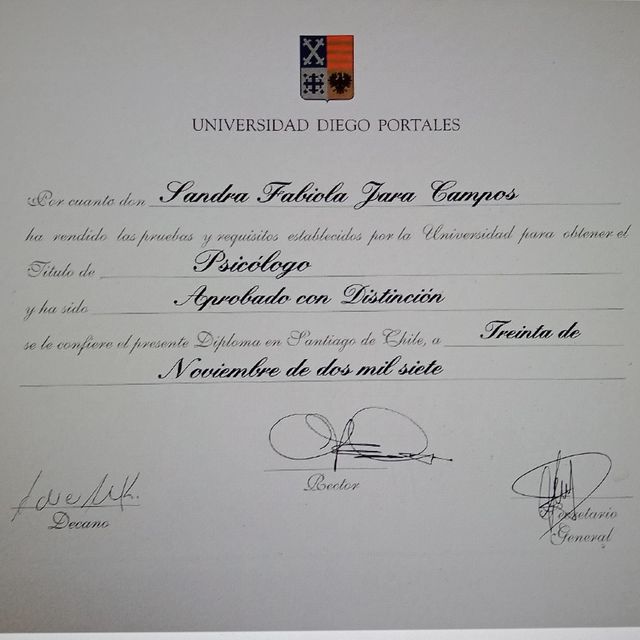 UNIVERSIDAD DIEGO PORTALES
Por cuanto don Sandra Fabiola Jara Campos
ha rendido las pruebas y requisitos establecidos por la Universidad para obtener el
Título de Psicólogo
y ha sido Aprobado con Distinción
se le confiere el presente Diploma en Santiago de Chile, a Treinta de
Noviembre de dos mil siete
Rector
Decano
Secretario
General